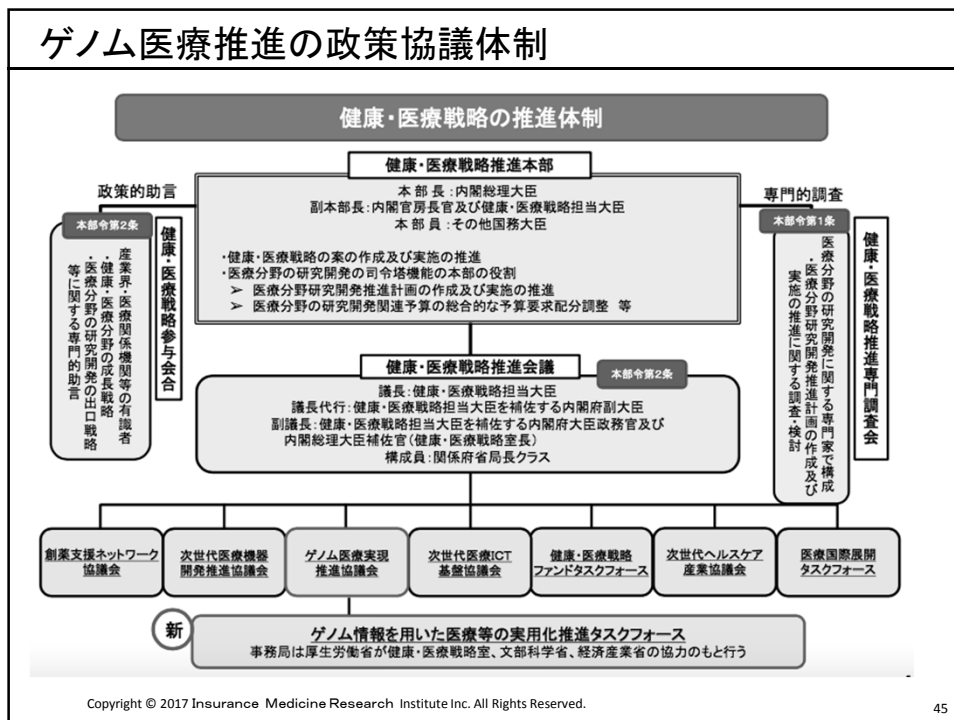 ゲノム医療推進の政策協議体制
健康・医療戦略の推進体制
健康・医療戦略推進本部
本部長：内閣総理大臣
副本部長：内閣官房長官及び健康・医療戦略担当大臣
本部員：その他国務大臣
・健康・医療戦略の案の作成及び実施の推進
・医療分野の研究開発の司令塔機能の本部の役割
➢ 医療分野研究開発推進計画の作成及び実施の推進
➢ 医療分野の研究開発関連予算の総合的な予算要求配分調整 等
政策的助言
本部令第2条
健康・医療戦略参与会合
産業界・医療関係機関等の有識者
・健康・医療分野の成長戦略
・医療分野の研究開発の出口戦略
等に関する専門的助言
専門的調査
本部令第1条
健康・医療戦略推進専門調査会
医療分野の研究開発に関する専門家で構成
・医療分野研究開発推進計画の作成及び
実施の推進に関する調査・検討
健康・医療戦略推進会議
本部令第2条
議長：健康・医療戦略担当大臣
議長代行：健康・医療戦略担当大臣を補佐する内閣府副大臣
副議長：健康・医療戦略担当大臣を補佐する内閣府大臣政務官及び
内閣総理大臣補佐官（健康・医療戦略室長）
構成員：関係府省局長クラス
創薬支援ネットワーク
協議会
次世代医療機器
開発推進協議会
ゲノム医療実現
推進協議会
次世代医療ICT
基盤協議会
健康・医療戦略
ファンドタスクフォース
次世代ヘルスケア
産業協議会
医療国際展開
タスクフォース
新
ゲノム情報を用いた医療等の実用化推進タスクフォース
事務局は厚生労働省が健康・医療戦略室、文部科学省、経済産業省の協力のもと行う
Copyright © 2017 Insurance Medicine Research Institute Inc. All Rights Reserved.
45